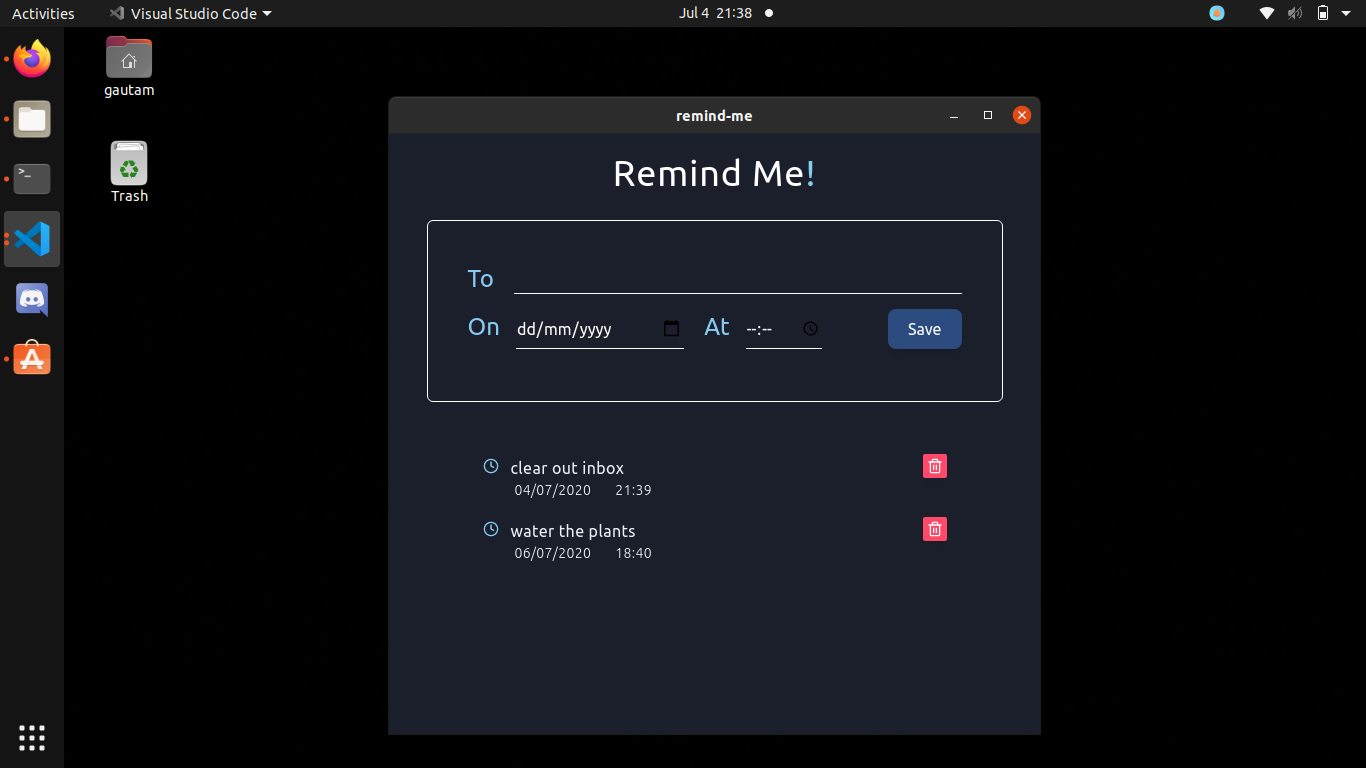 Activities Visual Studio Code Jul 4 21:38
gautam
Trash
remind-me
Remind Me!
To
On dd/mm/yyyy At --:-- Save
clear out inbox
04/07/2020 21:39
water the plants
06/07/2020 18:40